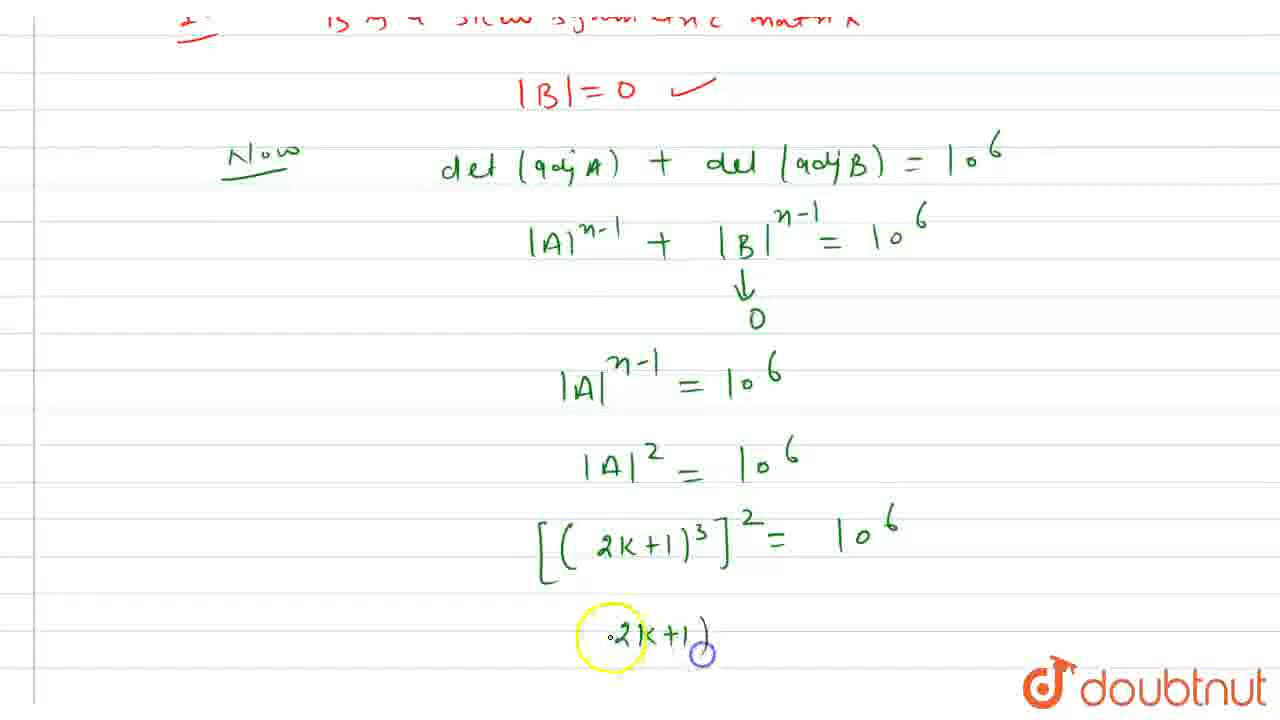 |B| = 0 ✓
Now det (adj A) + det (adj B) = 10^6
|A|^{n-1} + |B|^{n-1} = 10^6
↓
0
|A|^{n-1} = 10^6
|A|^2 = 10^6
[(2k+1)^3]^2 = 10^6
2k+1)
doubtnut